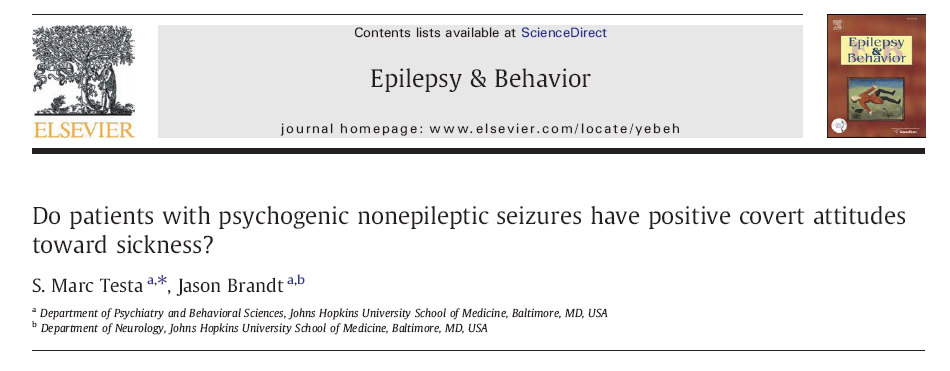 Contents lists available at ScienceDirect
Epilepsy & Behavior
journal homepage: www.elsevier.com/locate/yebeh
ELSEVIER
Epilepsy
&
Behavior
Do patients with psychogenic nonepileptic seizures have positive covert attitudes
toward sickness?
S. Marc Testa a,*, Jason Brandt a,b
a Department of Psychiatry and Behavioral Sciences, Johns Hopkins University School of Medicine, Baltimore, MD, USA
b Department of Neurology, Johns Hopkins University School of Medicine, Baltimore, MD, USA